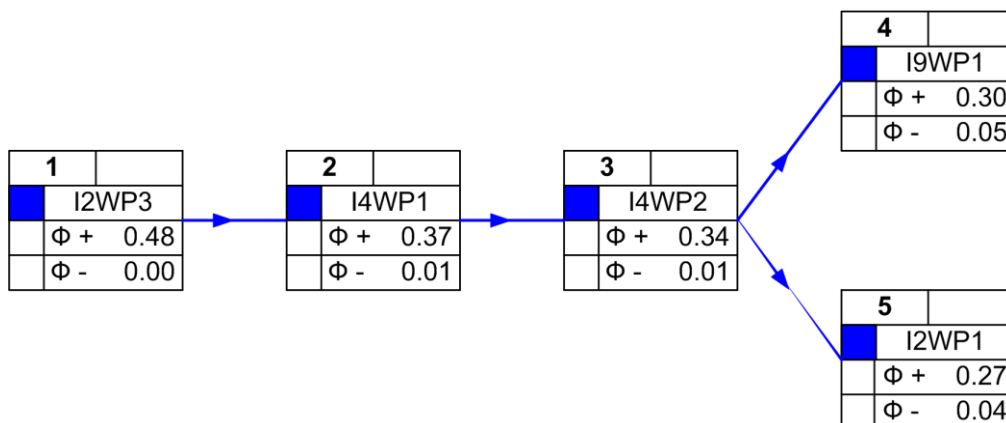 1
I2WP3
Φ + 0.48
Φ - 0.00
2
I4WP1
Φ + 0.37
Φ - 0.01
3
I4WP2
Φ + 0.34
Φ - 0.01
4
I9WP1
Φ + 0.30
Φ - 0.05
5
I2WP1
Φ + 0.27
Φ - 0.04